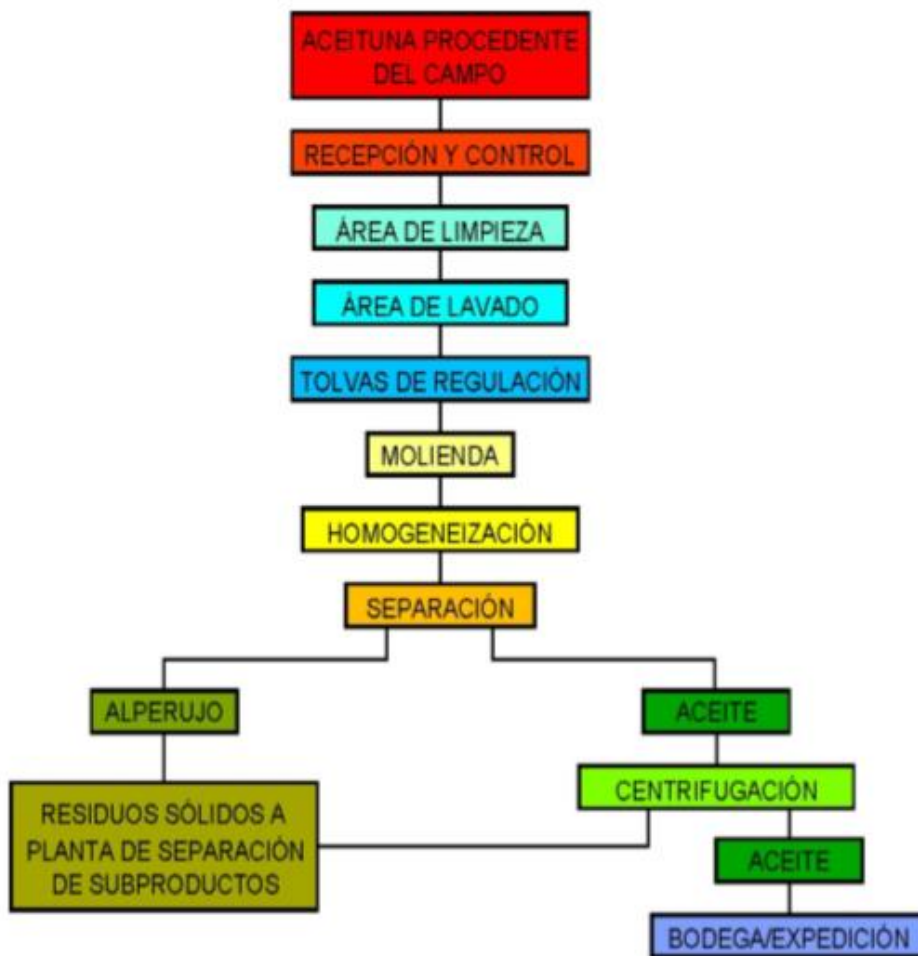 ACEITUNA PROCEDENTE
DEL CAMPO
RECEPCIÓN Y CONTROL
ÁREA DE LIMPIEZA
ÁREA DE LAVADO
TOLVAS DE REGULACIÓN
MOLIENDA
HOMOGENEIZACIÓN
SEPARACIÓN
ALPERUJO
ACEITE
CENTRIFUGACIÓN
RESIDUOS SÓLIDOS A
PLANTA DE SEPARACIÓN
DE SUBPRODUCTOS
ACEITE
BODEGA/EXPEDICIÓN